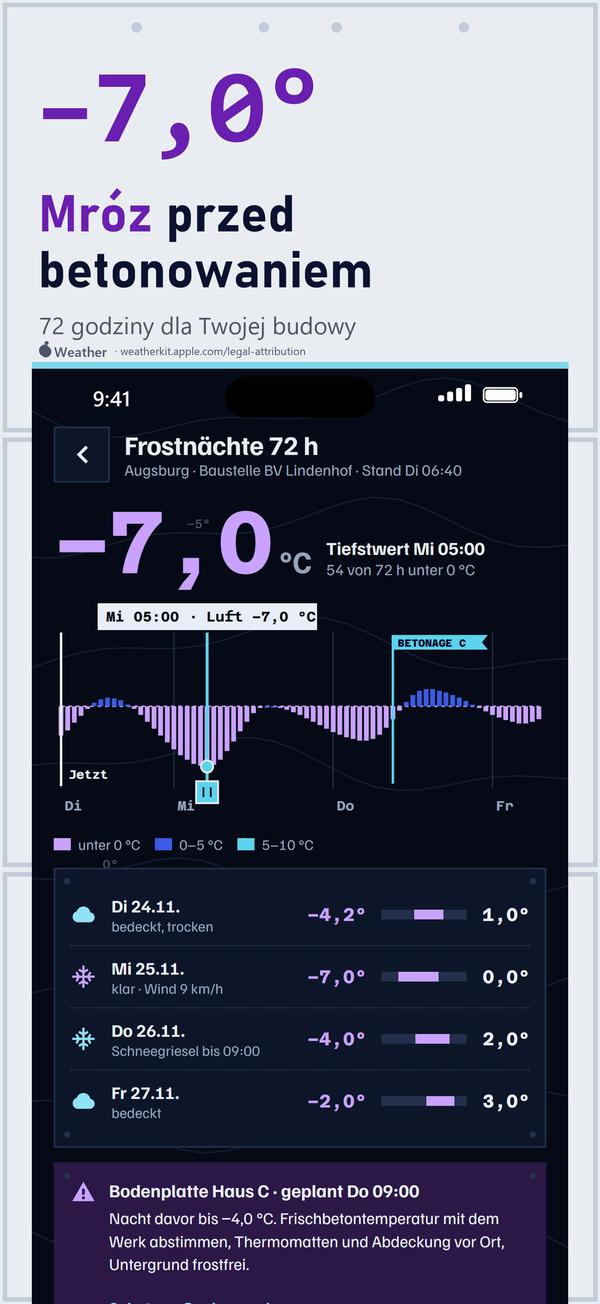 −7,0°
Mróz przed
betonowaniem
72 godziny dla Twojej budowy
Weather · weatherkit.apple.com/legal-attribution
9:41
Frostnächte 72 h
Augsburg · Baustelle BV Lindenhof · Stand Di 06:40
−5°
−7,0 °C
Tiefstwert Mi 05:00
54 von 72 h unter 0 °C
Mi 05:00 · Luft −7,0 °C
BETONAGE C
Jetzt
Di Mi Do Fr
unter 0 °C 0–5 °C 5–10 °C
0°
Di 24.11. −4,2° 1,0°
bedeckt, trocken
Mi 25.11. −7,0° 0,0°
klar · Wind 9 km/h
Do 26.11. −4,0° 2,0°
Schneegriesel bis 09:00
Fr 27.11. −2,0° 3,0°
bedeckt
Bodenplatte Haus C · geplant Do 09:00
Nacht davor bis −4,0 °C. Frischbetontemperatur mit dem
Werk abstimmen, Thermomatten und Abdeckung vor Ort,
Untergrund frostfrei.